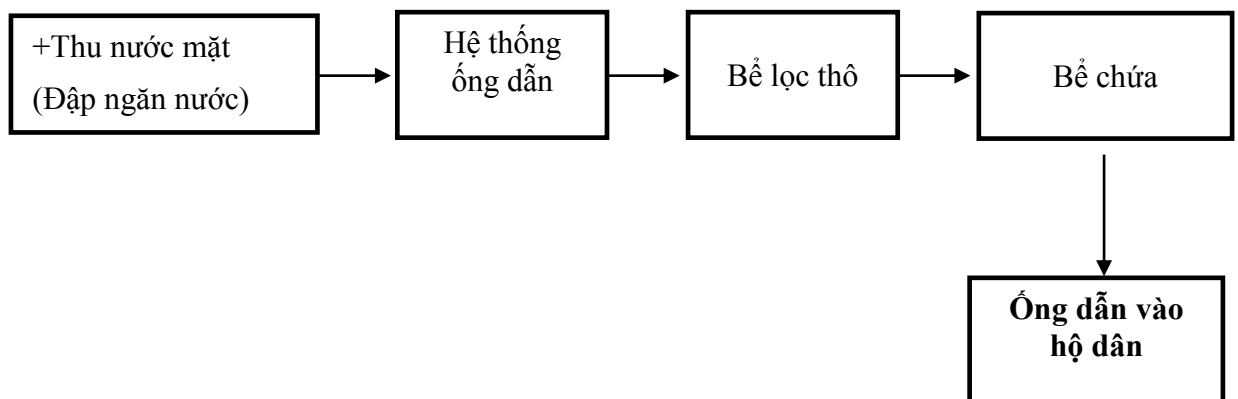 +Thu nước mặt
(Đập ngăn nước)
Hệ thống
ống dẫn
Bể lọc thô
Bể chứa
Ống dẫn vào
hộ dân